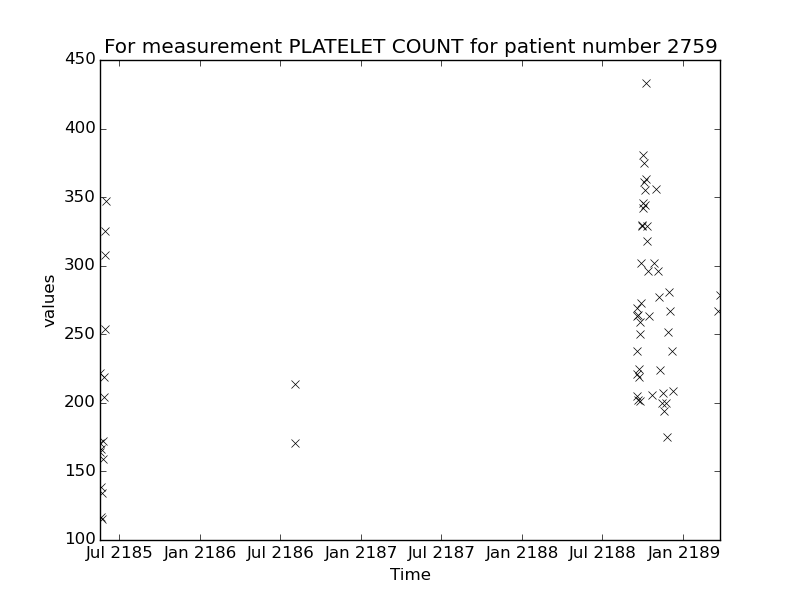 For measurement PLATELET COUNT for patient number 2759
450
400
350
300
250
200
150
100
values
Jul 2185 Jan 2186 Jul 2186 Jan 2187 Jul 2187 Jan 2188 Jul 2188 Jan 2189
Time